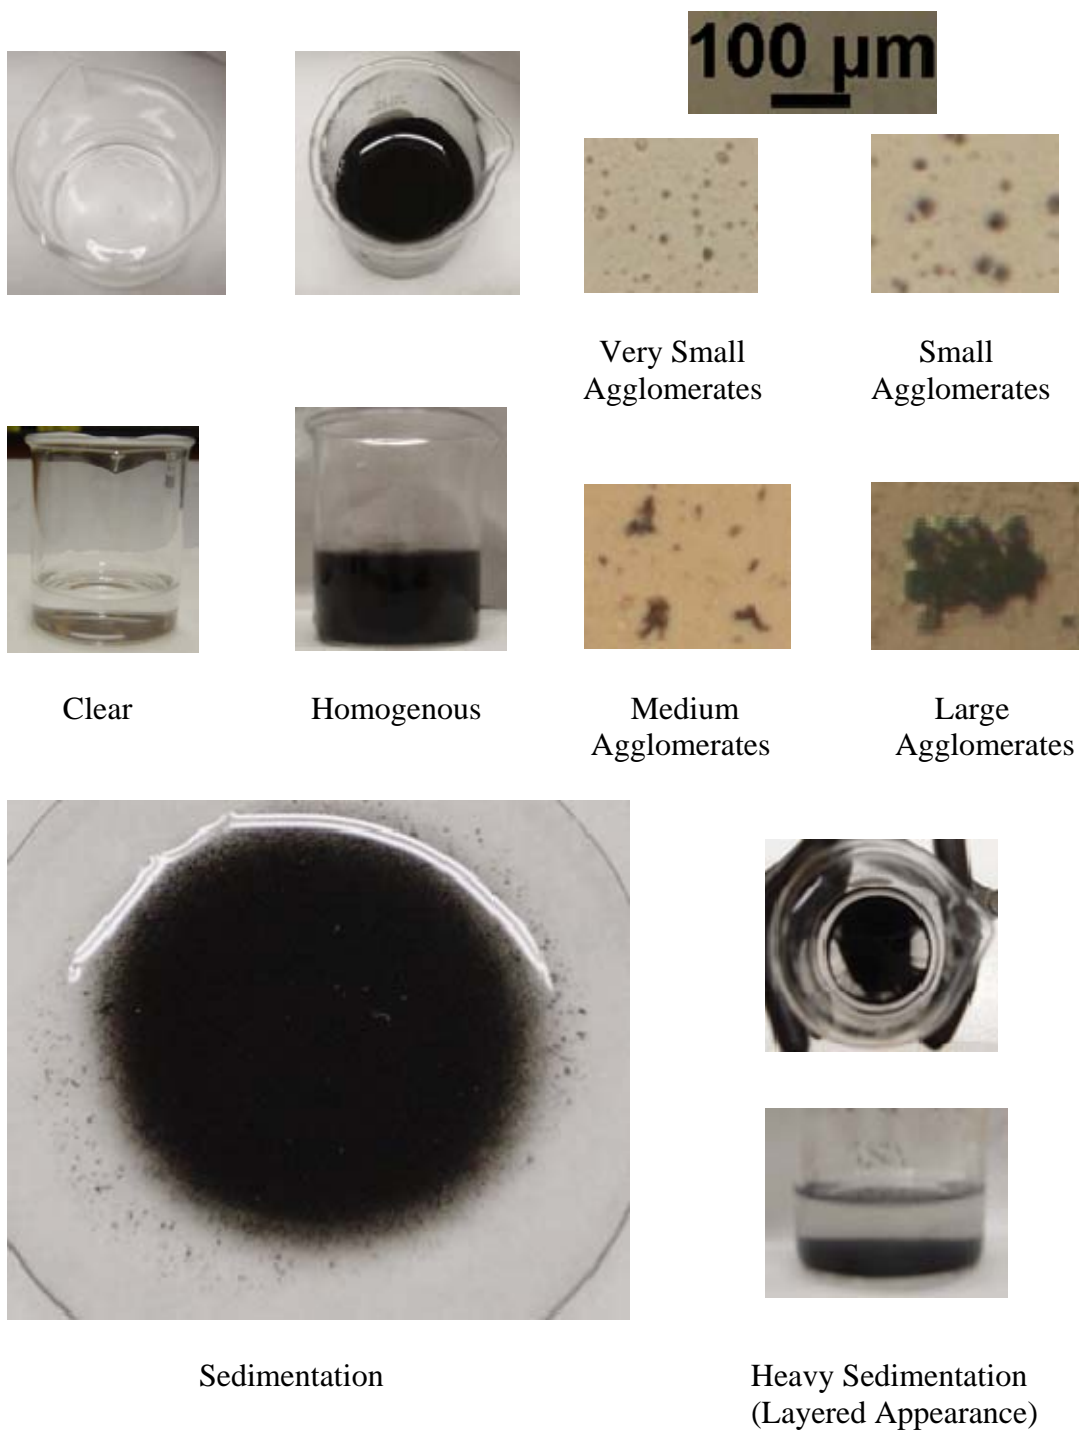 100 µm
Very Small
Agglomerates
Small
Agglomerates
Clear
Homogenous
Medium
Agglomerates
Large
Agglomerates
Sedimentation
Heavy Sedimentation
(Layered Appearance)